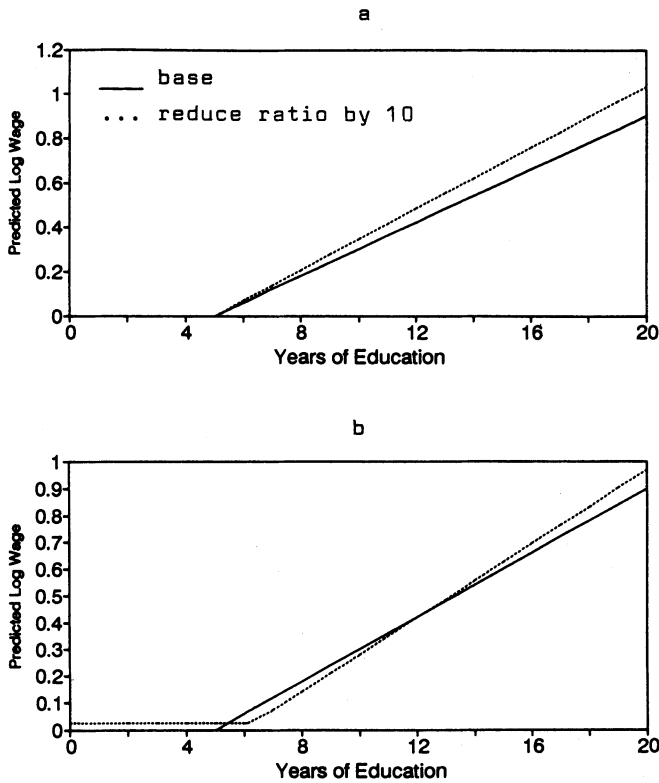 a
1.2
1
0.8
0.6
0.4
0.2
0
Predicted Log Wage
base
reduce ratio by 10
0 4 8 12 16 20
Years of Education
b
1
0.9
0.8
0.7
0.6
0.5
0.4
0.3
0.2
0.1
0
Predicted Log Wage
0 4 8 12 16 20
Years of Education